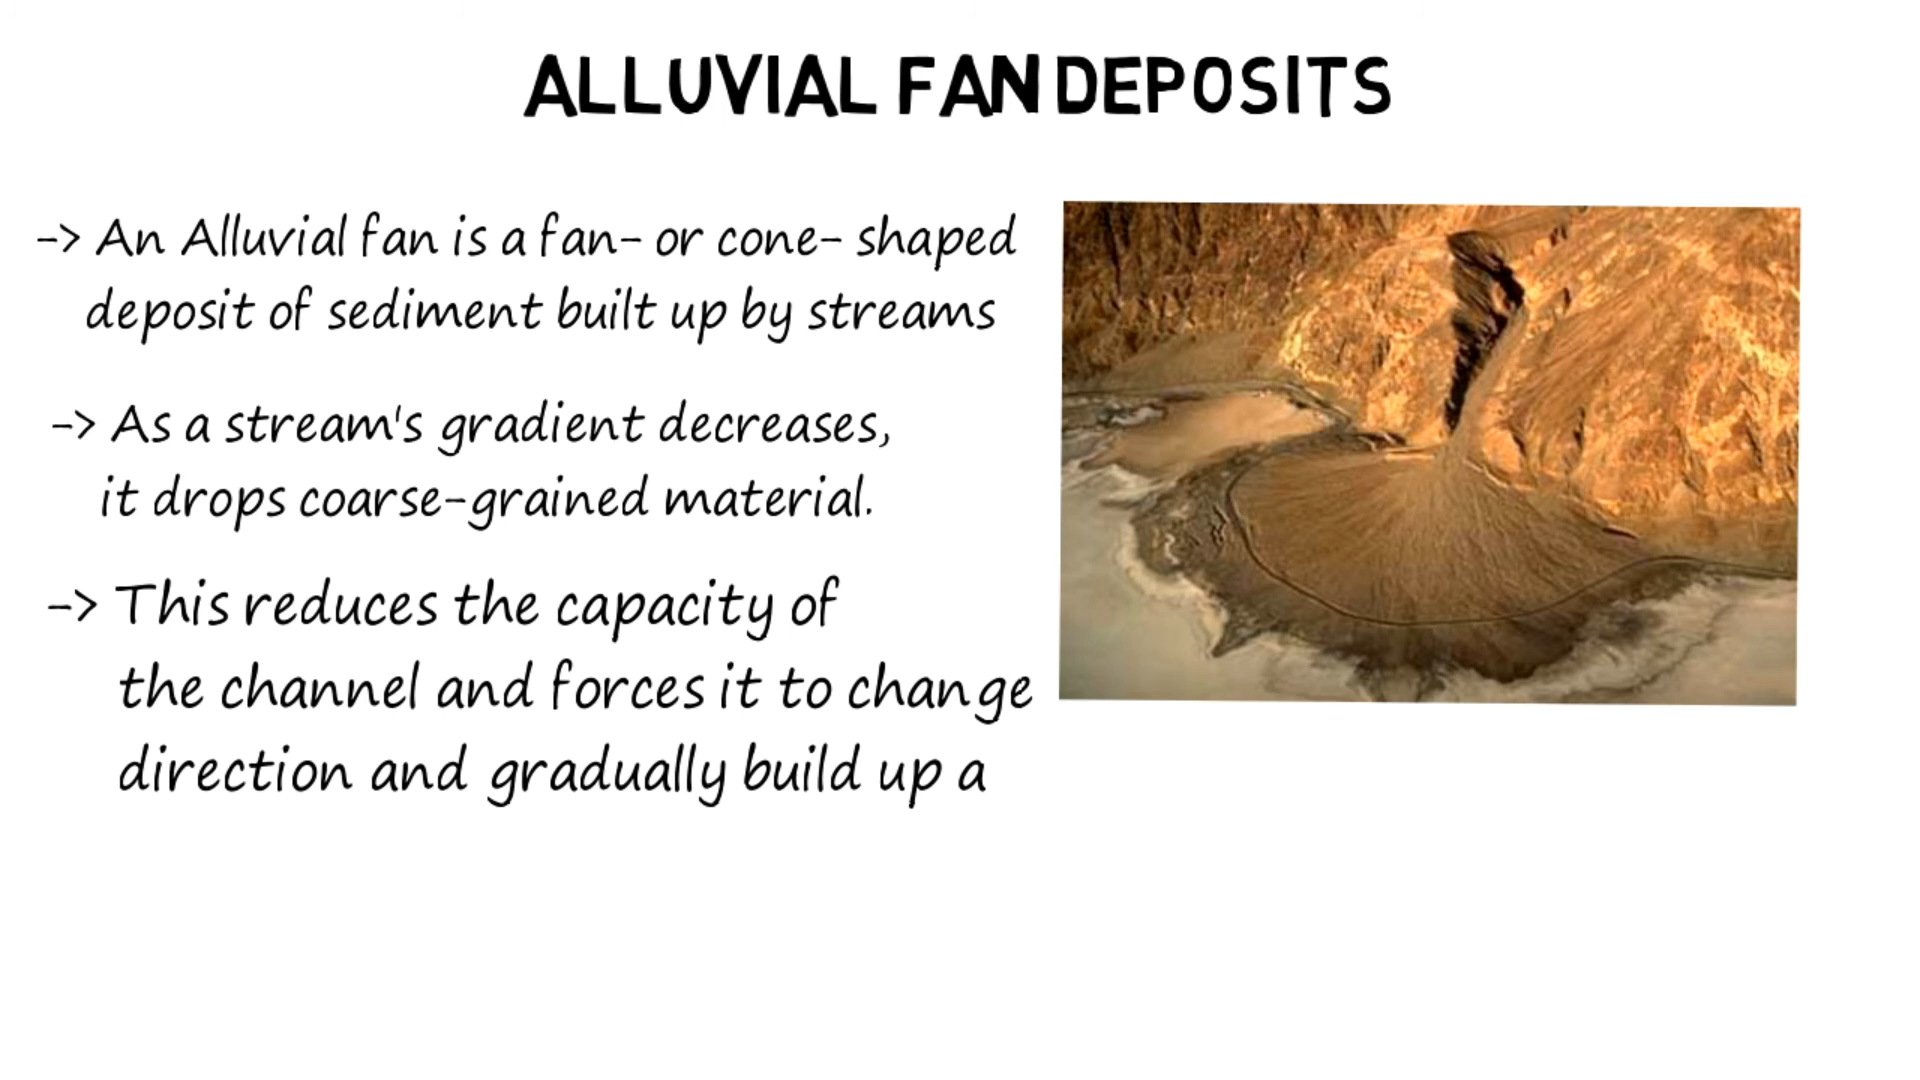 ALLUVIAL FAN DEPOSITS
-> An Alluvial fan is a fan- or cone- shaped
deposit of sediment built up by streams
-> As a stream's gradient decreases,
it drops coarse-grained material.
-> This reduces the capacity of
the channel and forces it to change
direction and gradually build up a